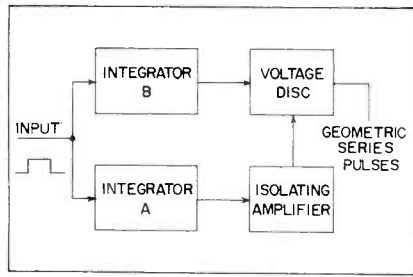 INTEGRATOR
B
VOLTAGE
DISC
INPUT
GEOMETRIC
SERIES
PULSES
INTEGRATOR
A
ISOLATING
AMPLIFIER